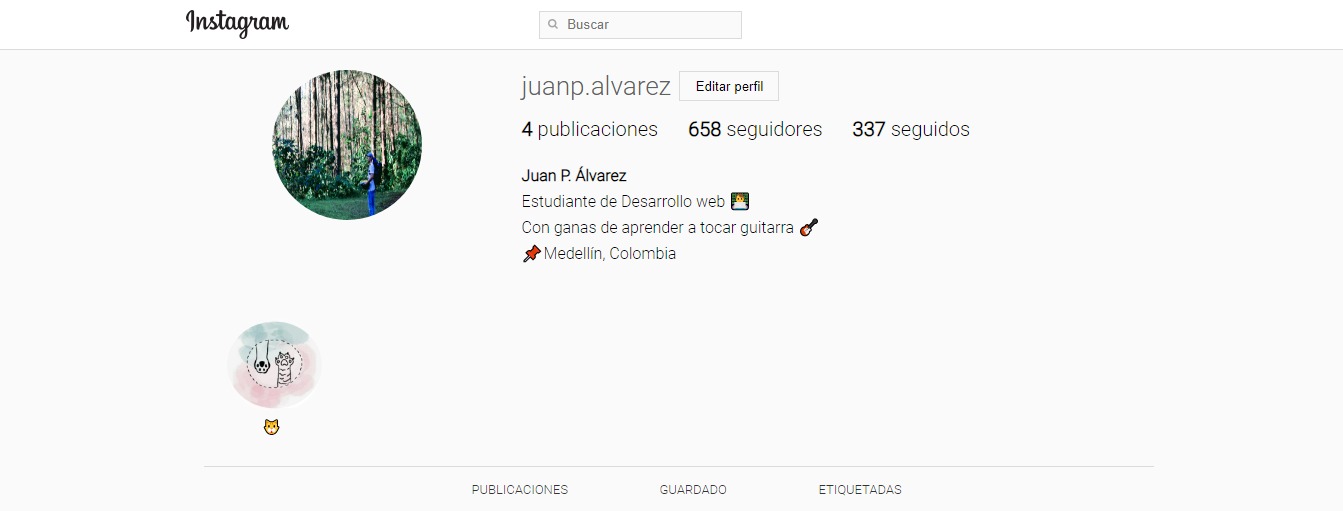 Instagram
Buscar
juanp.alvarez Editar perfil
4 publicaciones 658 seguidores 337 seguidos
Juan P. Álvarez
Estudiante de Desarrollo web 👨‍💻
Con ganas de aprender a tocar guitarra 🎸
📌Medellín, Colombia
🐱
PUBLICACIONES GUARDADO ETIQUETADAS